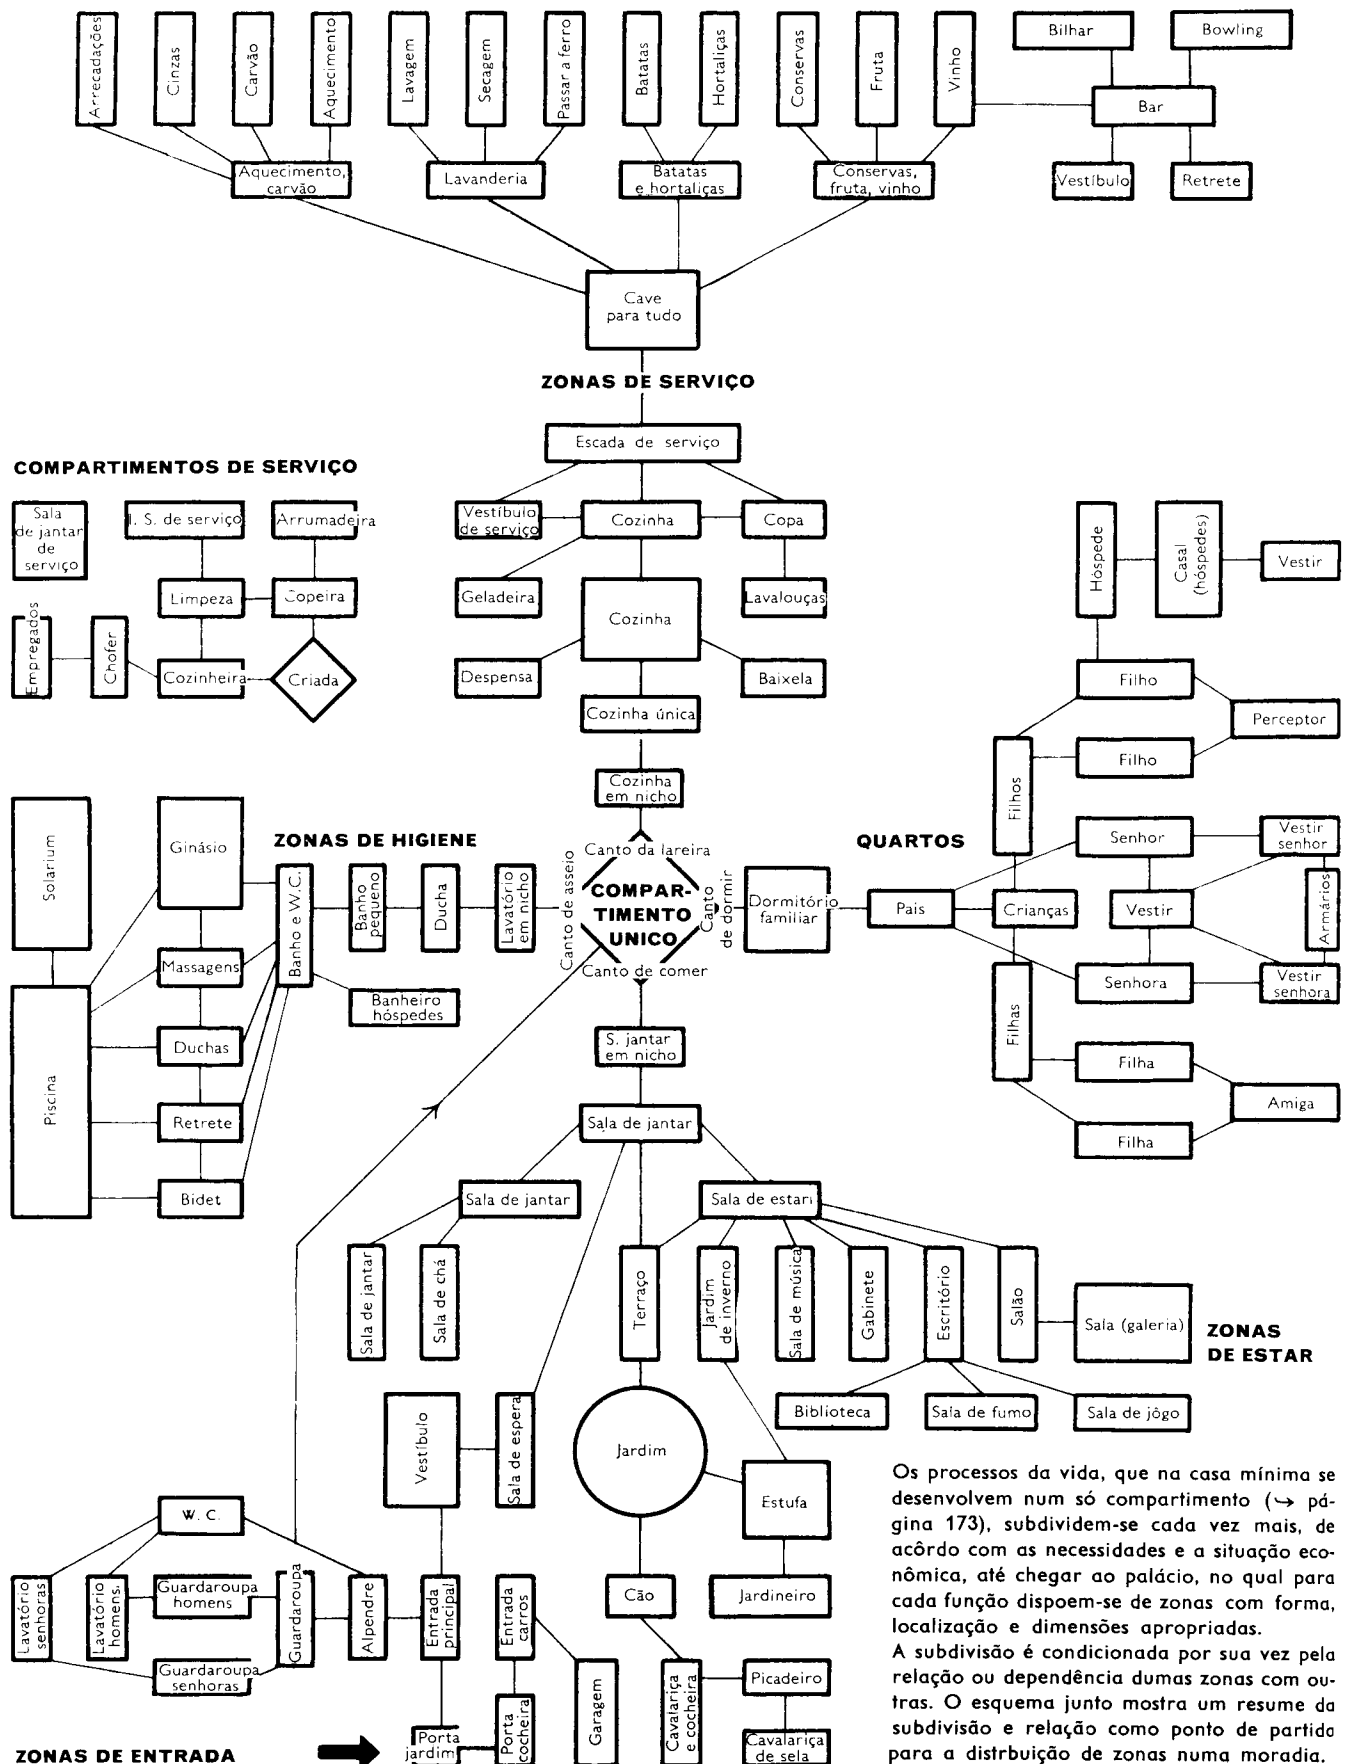 Arrecadações
Cinzas
Carvão
Aquecimento
Lavagem
Secagem
Passar a ferro
Batatas
Hortaliças
Conservas
Fruta
Vinho
Bilhar
Bowling
Bar
Vestíbulo
Retrete
Aquecimento,
carvão
Lavanderia
Batatas
e hortaliças
Conservas,
fruta, vinho
Cave
para tudo
ZONAS DE SERVIÇO
Escada de serviço
Vestíbulo
de serviço
Cozinha
Copa
Geladeira
Cozinha
Lavalouças
Despensa
Baixela
Cozinha única
Cozinha
em nicho
COMPARTIMENTOS DE SERVIÇO
Sala
de jantar
de
serviço
I. S. de serviço
Arrumadeira
Limpeza
Copeira
Empregados
Chofer
Cozinheira
Criada
Hóspede
Casal
(hóspedes)
Vestir
Filho
Perceptor
Filho
Filhos
QUARTOS
Senhor
Vestir
senhor
Dormitório
familiar
Pais
Crianças
Vestir
Armários
Senhora
Vestir
senhora
Filhas
Filha
Amiga
Filha
ZONAS DE HIGIENE
Solarium
Ginásio
Banho e W.C.
Banho
pequeno
Ducha
Lavatório
em nicho
Canto de asseio
Canto da lareira
COMPAR-
TIMENTO
UNICO
Canto
de dormir
Canto de comer
Massagens
Banheiro
hóspedes
Piscina
Duchas
Retrete
Bidet
S. jantar
em nicho
Sala de jantar
Sala de jantar
Sala de estar
Sala de jantar
Sala de chá
Terraço
Jardim
de inverno
Sala de música
Gabinete
Escritório
Salão
Sala (galeria)
ZONAS
DE ESTAR
Biblioteca
Sala de fumo
Sala de jôgo
Vestíbulo
Sala de espera
Jardim
Estufa
Jardineiro
Cão
W. C.
Lavatório
senhoras
Lavatório
homens.
Guardaroupa
homens
Guardaroupa
senhoras
Guardaroupa
Alpendre
Entrada
principal
Entrada
carros
Porta
jardim
Porta
cocheira
Garagem
Cavalariça
e cocheira
Picadeiro
Cavalariça
de sela
ZONAS DE ENTRADA
Os processos da vida, que na casa mínima se
desenvolvem num só compartimento (↪ pá-
gina 173), subdividem-se cada vez mais, de
acôrdo com as necessidades e a situação eco-
nômica, até chegar ao palácio, no qual para
cada função dispoem-se de zonas com forma,
localização e dimensões apropriadas.
A subdivisão é condicionada por sua vez pela
relação ou dependência dumas zonas com ou-
tras. O esquema junto mostra um resume da
subdivisão e relação como ponto de partida
para a distrbuição de zonas numa moradia.